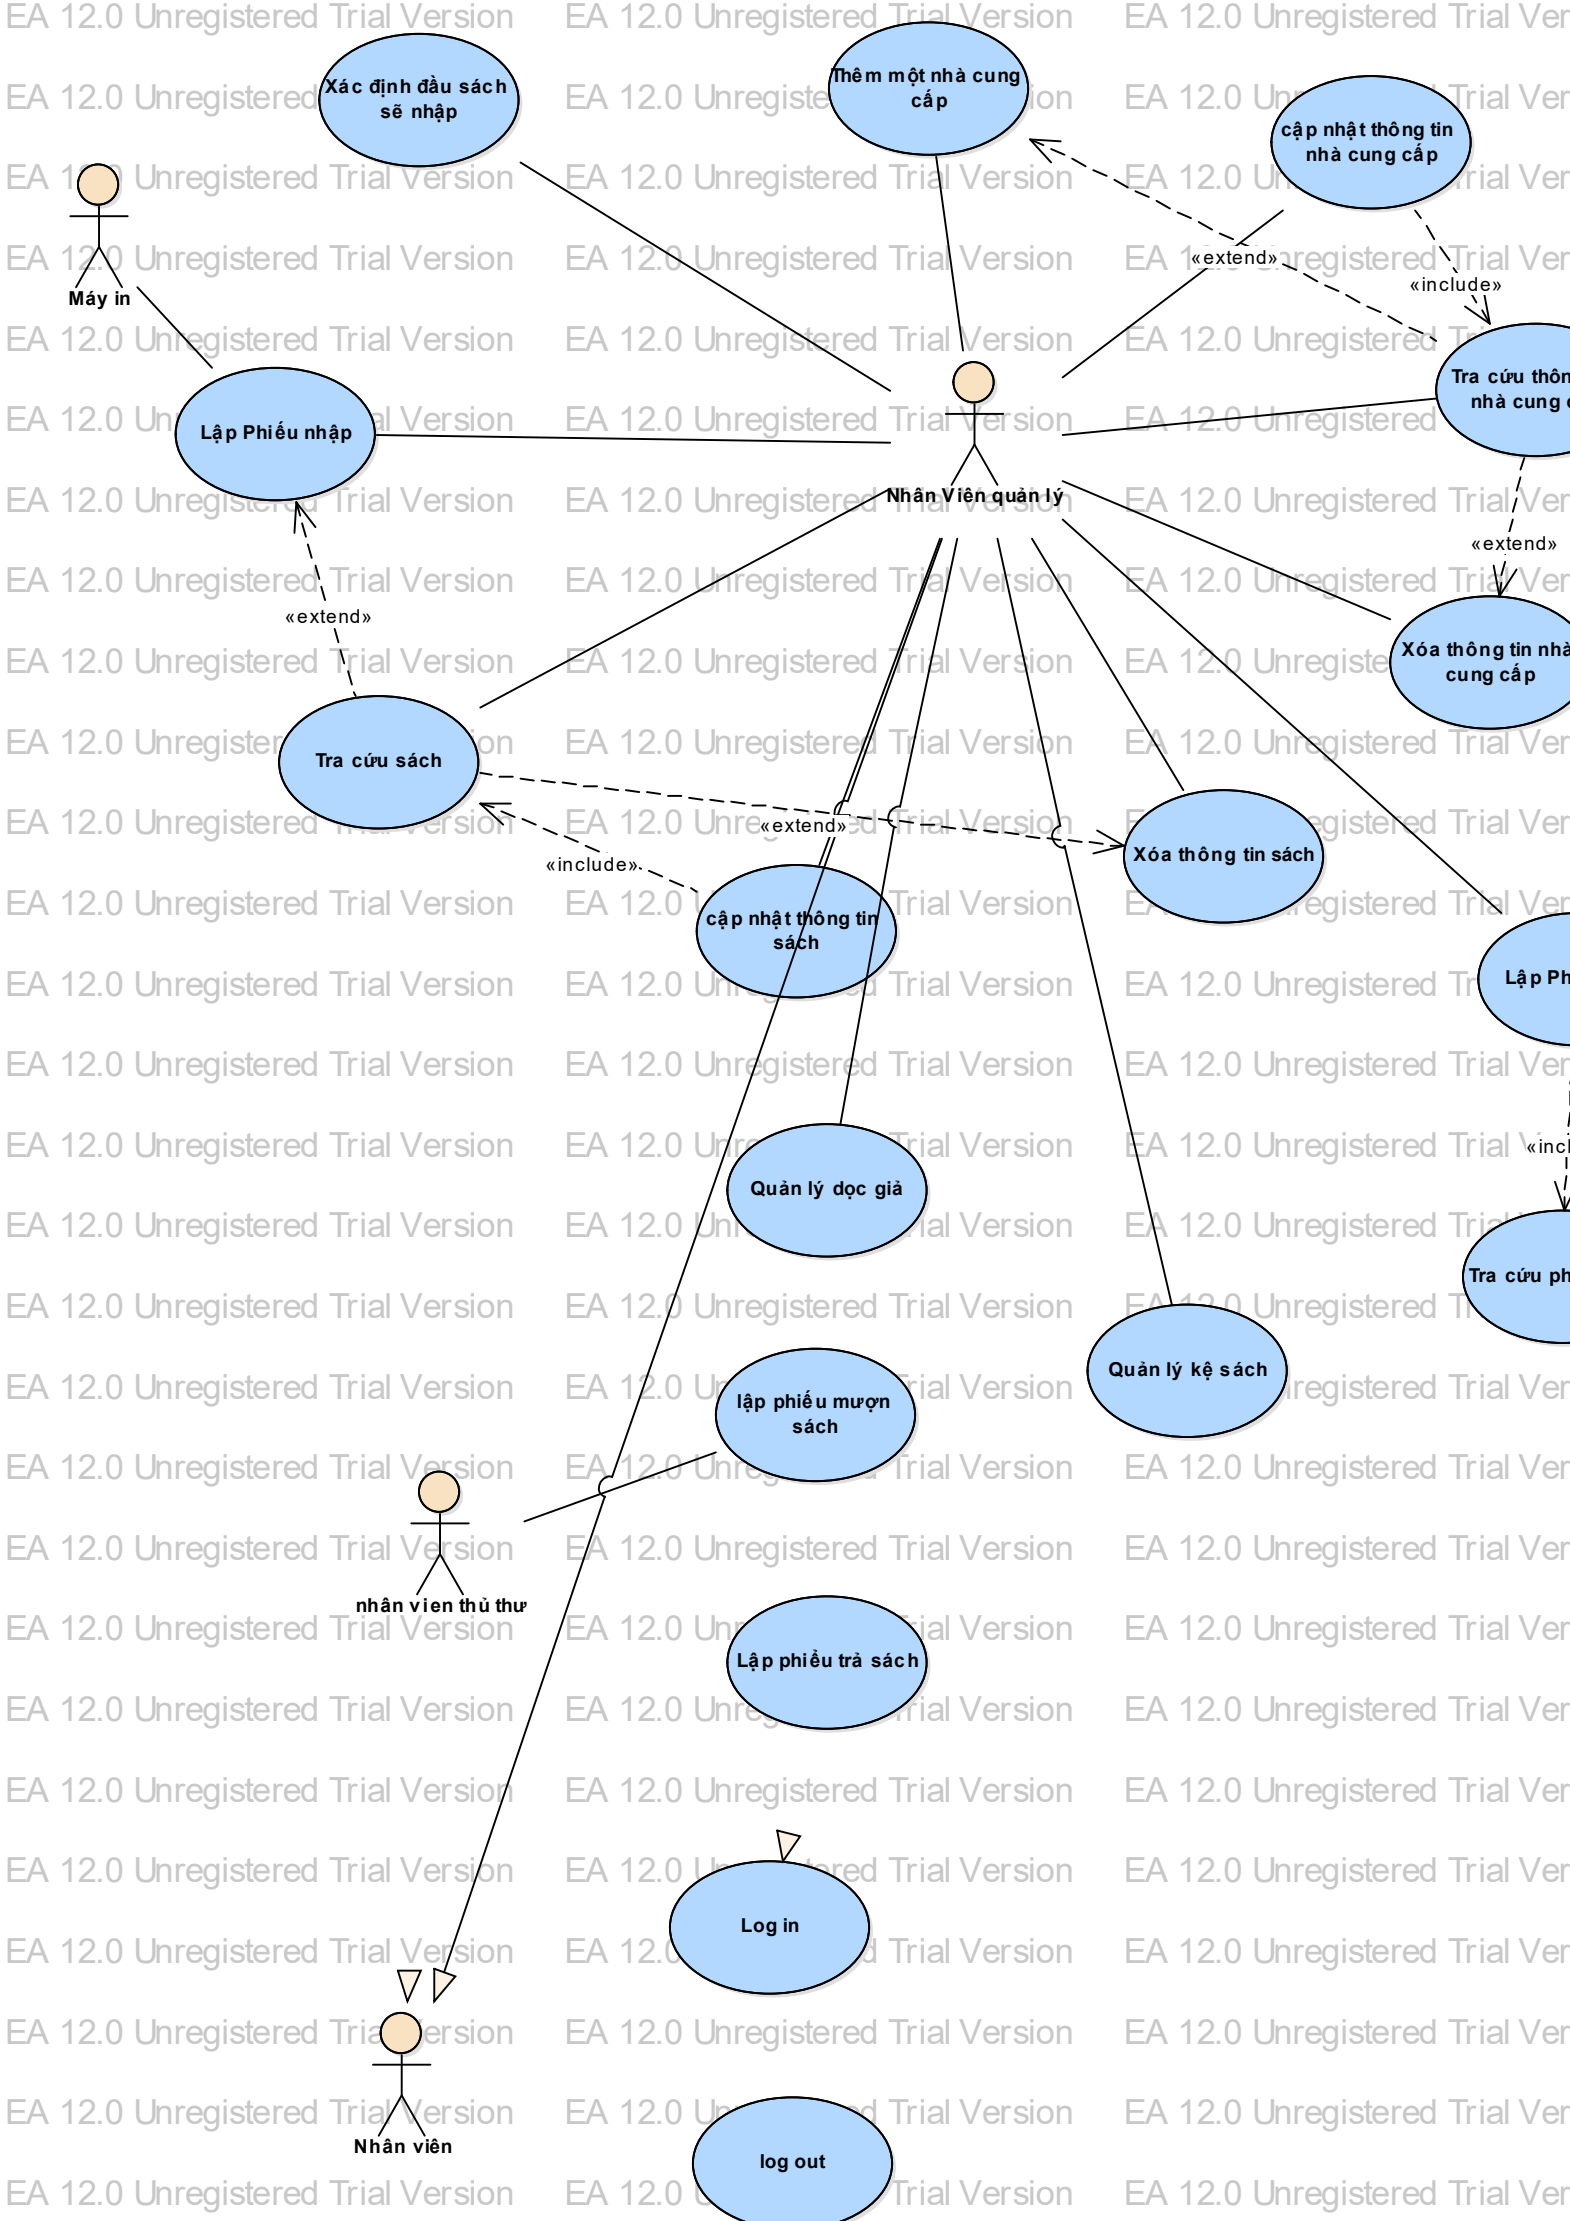 Xác định đầu sách
sẽ nhập
Thêm một nhà cung
cấp
cập nhật thông tin
nhà cung cấp
Máy in
«extend»
«include»
Tra cứu
nhà cung
Lập Phiếu nhập
Nhân Viên quản lý
«extend»
«extend»
Xóa thông tin nhà
cung cấp
Tra cứu sách
«extend»
Xóa thông tin sách
«include»
cập nhật thông tin
sách
Lập
Quản lý dọc giả
Tra cứu
Quản lý kệ sách
lập phiếu mượn
sách
nhân vien thủ thư
Lập phiểu trả sách
Log in
Nhân viên
log out
EA 12.0 Unregistered Trial Version